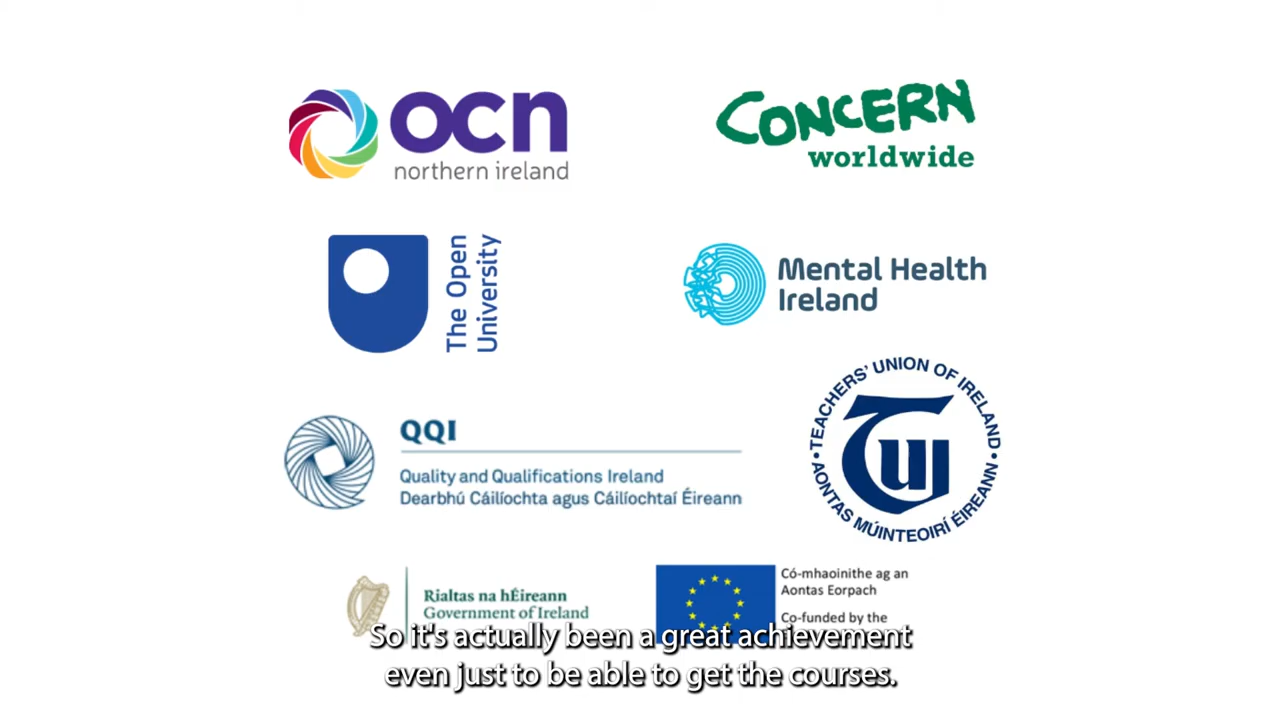 ocn
northern ireland
CONCERN
worldwide
The Open
University
Mental Health
Ireland
QQI
Quality and Qualifications Ireland
Dearbhú Cáilíochta agus Cáilíochtaí Éireann
• TEACHERS' UNION OF IRELAND •
AONTAS MÚINTEOIRÍ ÉIREANN
TUI
Rialtas na hÉireann
Government of Ireland
Có-mhaoinithe ag an
Aontas Eorpach
Co-funded by the
So it's actually been a great achievement
even just to be able to get the courses.